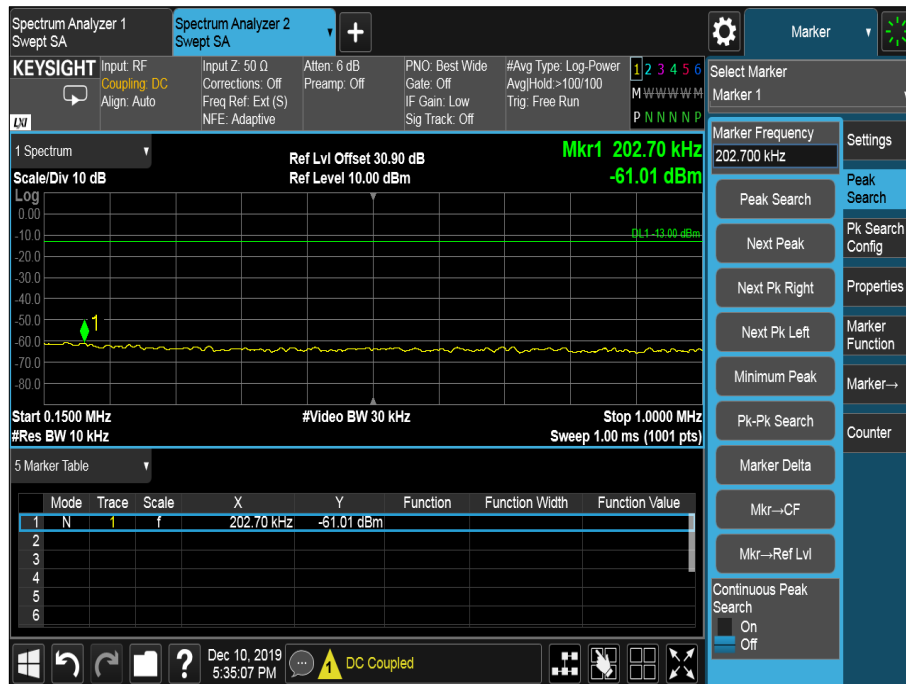 Spectrum Analyzer 1
Swept SA
Spectrum Analyzer 2
Swept SA
Marker
KEYSIGHT
LXI
Input: RF
Coupling: DC
Align: Auto
Input Z: 50 Ω
Corrections: Off
Freq Ref: Ext (S)
NFE: Adaptive
Atten: 6 dB
Preamp: Off
PNO: Best Wide
Gate: Off
IF Gain: Low
Sig Track: Off
#Avg Type: Log-Power
Avg|Hold:>100/100
Trig: Free Run
1 2 3 4 5 6
M W W W W M
P N N N N P
Select Marker
Marker 1
1 Spectrum
Scale/Div 10 dB
Ref Lvl Offset 30.90 dB
Ref Level 10.00 dBm
Mkr1 202.70 kHz
-61.01 dBm
Log
0.00
-10.0
-20.0
-30.0
-40.0
-50.0
-60.0
-70.0
-80.0
DL1 -13.00 dBm
1
Start 0.1500 MHz
#Res BW 10 kHz
#Video BW 30 kHz
Stop 1.0000 MHz
Sweep 1.00 ms (1001 pts)
5 Marker Table
Mode Trace Scale X Y Function Function Width Function Value
1 N 1 f 202.70 kHz -61.01 dBm
2
3
4
5
6
Marker Frequency
202.700 kHz
Peak Search
Next Peak
Next Pk Right
Next Pk Left
Minimum Peak
Pk-Pk Search
Marker Delta
Mkr→CF
Mkr→Ref Lvl
Continuous Peak
Search
On
Off
Settings
Peak
Search
Pk Search
Config
Properties
Marker
Function
Marker→
Counter
?
Dec 10, 2019
5:35:07 PM
1
DC Coupled